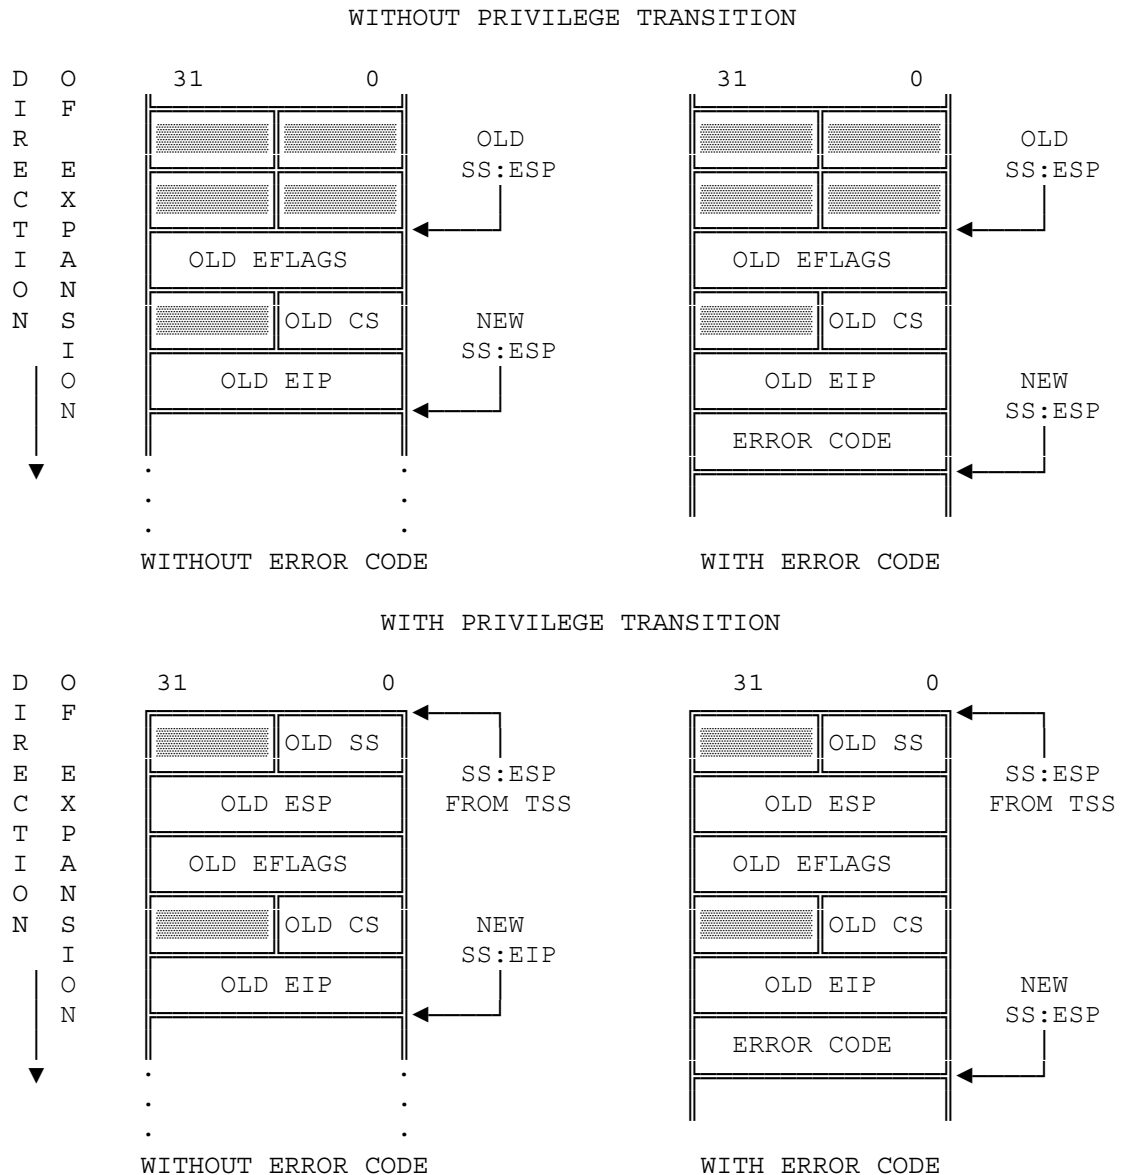 WITHOUT PRIVILEGE TRANSITION
D O 31 0 31 0
I F
R OLD OLD
E E SS:ESP SS:ESP
C X
T P
I A OLD EFLAGS OLD EFLAGS
O N
N S OLD CS NEW OLD CS
I SS:ESP
O OLD EIP OLD EIP NEW
N SS:ESP
ERROR CODE
WITHOUT ERROR CODE WITH ERROR CODE
WITH PRIVILEGE TRANSITION
D O 31 0 31 0
I F
R OLD SS OLD SS
E E SS:ESP SS:ESP
C X OLD ESP FROM TSS OLD ESP FROM TSS
T P
I A OLD EFLAGS OLD EFLAGS
O N
N S OLD CS NEW OLD CS
I SS:EIP
O OLD EIP OLD EIP NEW
N SS:ESP
ERROR CODE
WITHOUT ERROR CODE WITH ERROR CODE